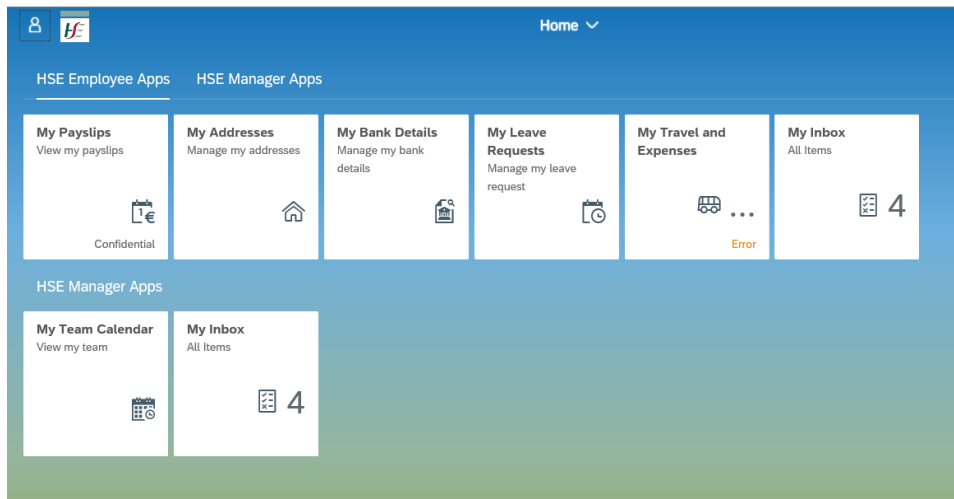 HSE
Home
HSE Employee Apps HSE Manager Apps
My Payslips
View my payslips
1 €
Confidential
My Addresses
Manage my addresses
My Bank Details
Manage my bank
details
My Leave
Requests
Manage my leave
request
My Travel and
Expenses
...
Error
My Inbox
All Items
4
HSE Manager Apps
My Team Calendar
View my team
My Inbox
All Items
4